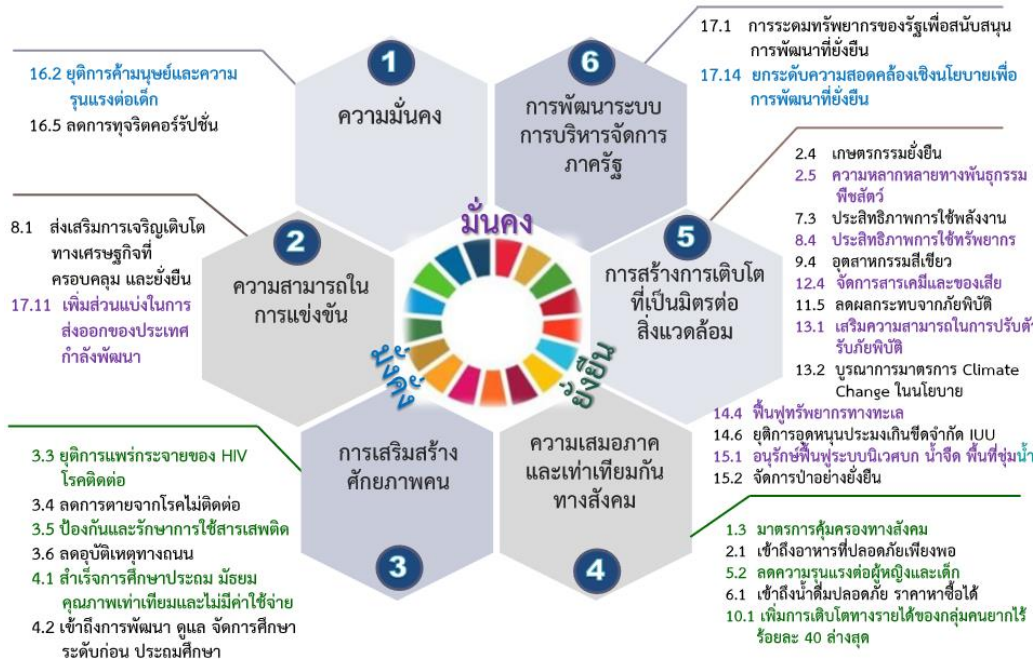 1
ความมั่นคง
16.2 ยุติการค้ามนุษย์และความ
รุนแรงต่อเด็ก
16.5 ลดการทุจริตคอร์รัปชั่น
6
การพัฒนาระบบ
การบริหารจัดการ
ภาครัฐ
17.1 การระดมทรัพยากรของรัฐเพื่อสนับสนุน
การพัฒนาที่ยั่งยืน
17.14 ยกระดับความสอดคล้องเชิงนโยบายเพื่อ
การพัฒนาที่ยั่งยืน
8.1 ส่งเสริมการเจริญเติบโต
ทางเศรษฐกิจที่
ครอบคลุม และยั่งยืน
17.11 เพิ่มส่วนแบ่งในการ
ส่งออกของประเทศ
กำลังพัฒนา
2
ความสามารถใน
การแข่งขัน
มั่นคง
มั่งคั่ง
ยั่งยืน
5
การสร้างการเติบโต
ที่เป็นมิตรต่อ
สิ่งแวดล้อม
2.4 เกษตรกรรมยั่งยืน
2.5 ความหลากหลายทางพันธุกรรม
พืชสัตว์
7.3 ประสิทธิภาพการใช้พลังงาน
8.4 ประสิทธิภาพการใช้ทรัพยากร
9.4 อุตสาหกรรมสีเขียว
12.4 จัดการสารเคมีและของเสีย
11.5 ลดผลกระทบจากภัยพิบัติ
13.1 เสริมความสามารถในการปรับตัว
รับภัยพิบัติ
13.2 บูรณาการมาตรการ Climate
Change ในนโยบาย
14.4 ฟื้นฟูทรัพยากรทางทะเล
14.6 ยุติการอุดหนุนประมงเกินขีดจำกัด IUU
15.1 อนุรักษ์ฟื้นฟูระบบนิเวศบก น้ำจืด พื้นที่ชุ่มน้ำ
15.2 จัดการป่าอย่างยั่งยืน
3.3 ยุติการแพร่กระจายของ HIV
โรคติดต่อ
3.4 ลดการตายจากโรคไม่ติดต่อ
3.5 ป้องกันและรักษาการใช้สารเสพติด
3.6 ลดอุบัติเหตุทางถนน
4.1 สำเร็จการศึกษาประถม มัธยม
คุณภาพเท่าเทียมและไม่มีค่าใช้จ่าย
4.2 เข้าถึงการพัฒนา ดูแล จัดการศึกษา
ระดับก่อน ประถมศึกษา
การเสริมสร้าง
ศักยภาพคน
3
ความเสมอภาค
และเท่าเทียมกัน
ทางสังคม
4
1.3 มาตรการคุ้มครองทางสังคม
2.1 เข้าถึงอาหารที่ปลอดภัยเพียงพอ
5.2 ลดความรุนแรงต่อผู้หญิงและเด็ก
6.1 เข้าถึงน้ำดื่มปลอดภัย ราคาหาซื้อได้
10.1 เพิ่มการเติบโตทางรายได้ของกลุ่มคนยากไร้
ร้อยละ 40 ล่างสุด